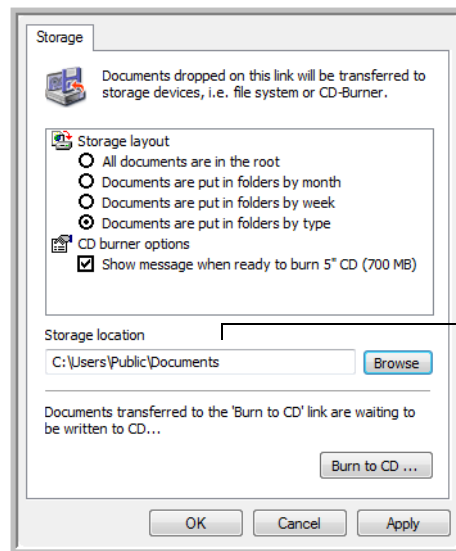 Storage
Documents dropped on this link will be transferred to
storage devices, i.e. file system or CD-Burner.
Storage layout
All documents are in the root
Documents are put in folders by month
Documents are put in folders by week
Documents are put in folders by type
CD burner options
Show message when ready to burn 5" CD (700 MB)
Storage location
C:\Users\Public\Documents
Browse
Documents transferred to the 'Burn to CD' link are waiting to
be written to CD...
Burn to CD ...
OK Cancel Apply